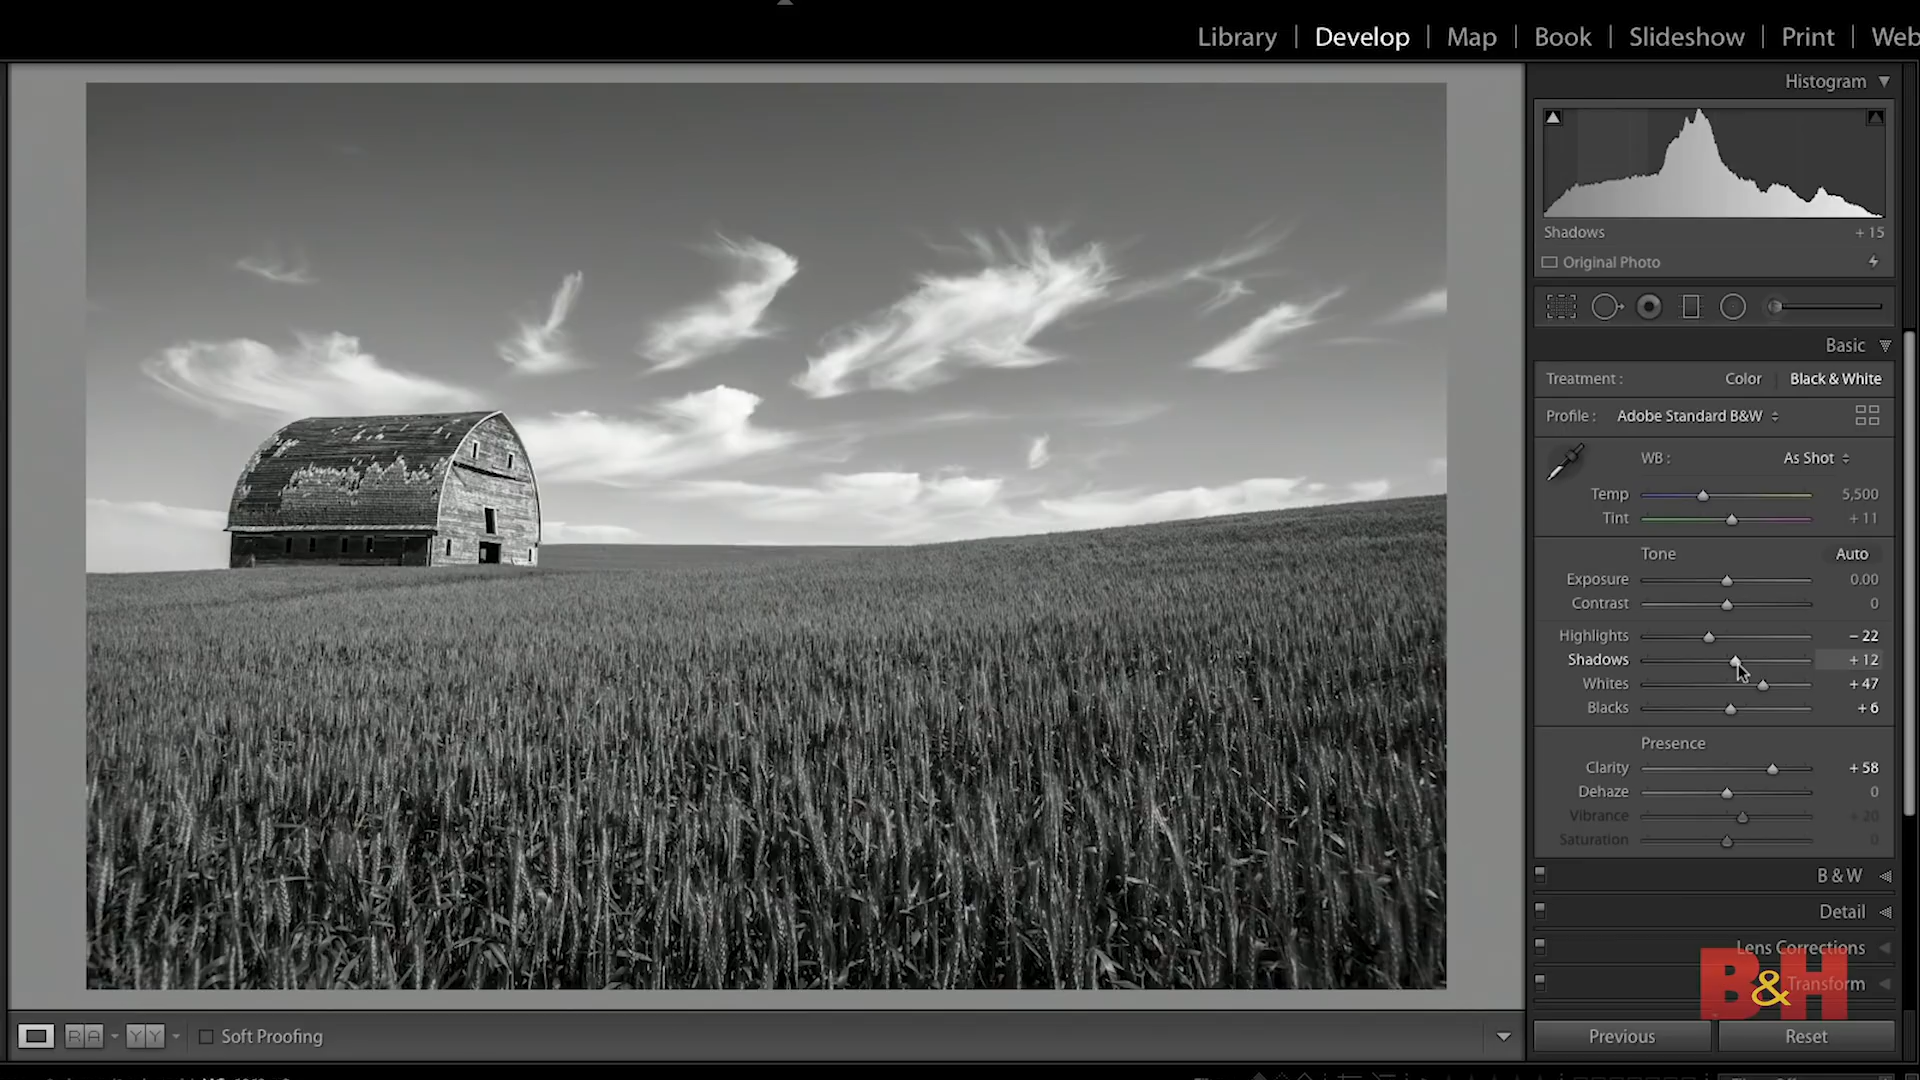 Library | Develop | Map | Book | Slideshow | Print | Web
Histogram
Shadows +15
Original Photo
Basic
Treatment : Color Black & White
Profile : Adobe Standard B&W
WB : As Shot
Temp 5,500
Tint +11
Tone Auto
Exposure 0.00
Contrast 0
Highlights −22
Shadows +12
Whites +47
Blacks +6
Presence
Clarity +58
Dehaze 0
Vibrance +20
Saturation 0
B & W
Detail
Lens Corrections
Transform
B&H
R A Y Y Soft Proofing
Previous Reset